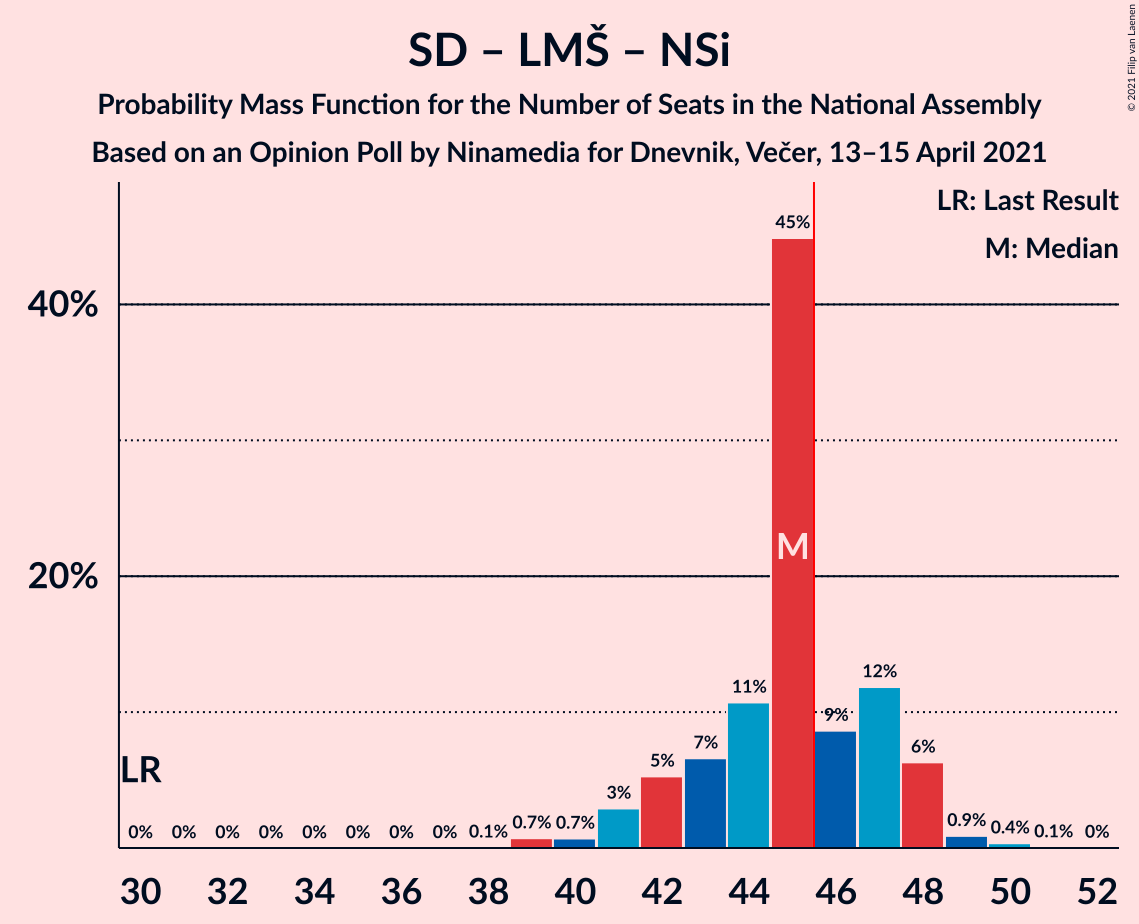 SD – LMŠ – NSi
Probability Mass Function for the Number of Seats in the National Assembly
Based on an Opinion Poll by Ninamedia for Dnevnik, Večer, 13–15 April 2021
© 2021 Filip van Laenen
LR: Last Result
M: Median
40%
20%
45%
M
LR
0% 0% 0% 0% 0% 0% 0% 0% 0.1% 0.7% 0.7% 3% 5% 7% 11% 9% 12% 6% 0.9% 0.4% 0.1% 0%
30 32 34 36 38 40 42 44 46 48 50 52